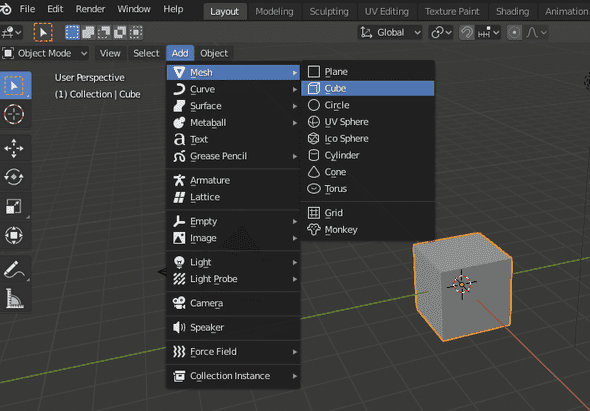 File Edit Render Window Help Layout Modeling Sculpting UV Editing Texture Paint Shading Animation
Global
Object Mode View Select Add Object
User Perspective
(1) Collection | Cube
Mesh
Curve
Surface
Metaball
Text
Grease Pencil
Armature
Lattice
Empty
Image
Light
Light Probe
Camera
Speaker
Force Field
Collection Instance
Plane
Cube
Circle
UV Sphere
Ico Sphere
Cylinder
Cone
Torus
Grid
Monkey